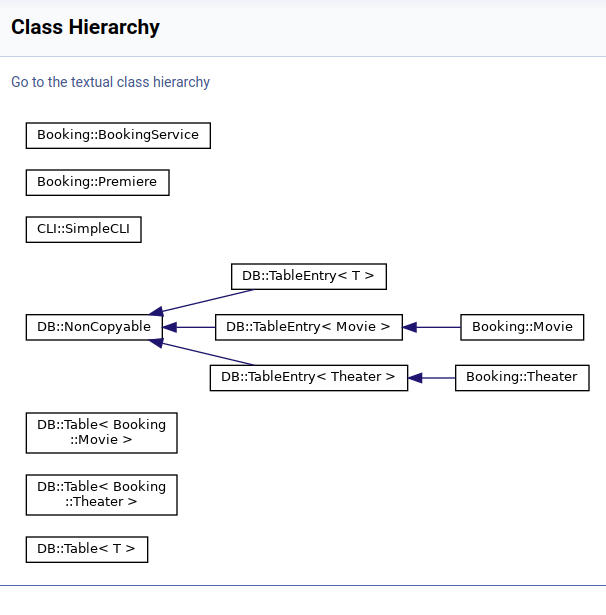 Class Hierarchy
Go to the textual class hierarchy
Booking::BookingService
Booking::Premiere
CLI::SimpleCLI
DB::TableEntry< T >
DB::NonCopyable
DB::TableEntry< Movie >
Booking::Movie
DB::TableEntry< Theater >
Booking::Theater
DB::Table< Booking
::Movie >
DB::Table< Booking
::Theater >
DB::Table< T >